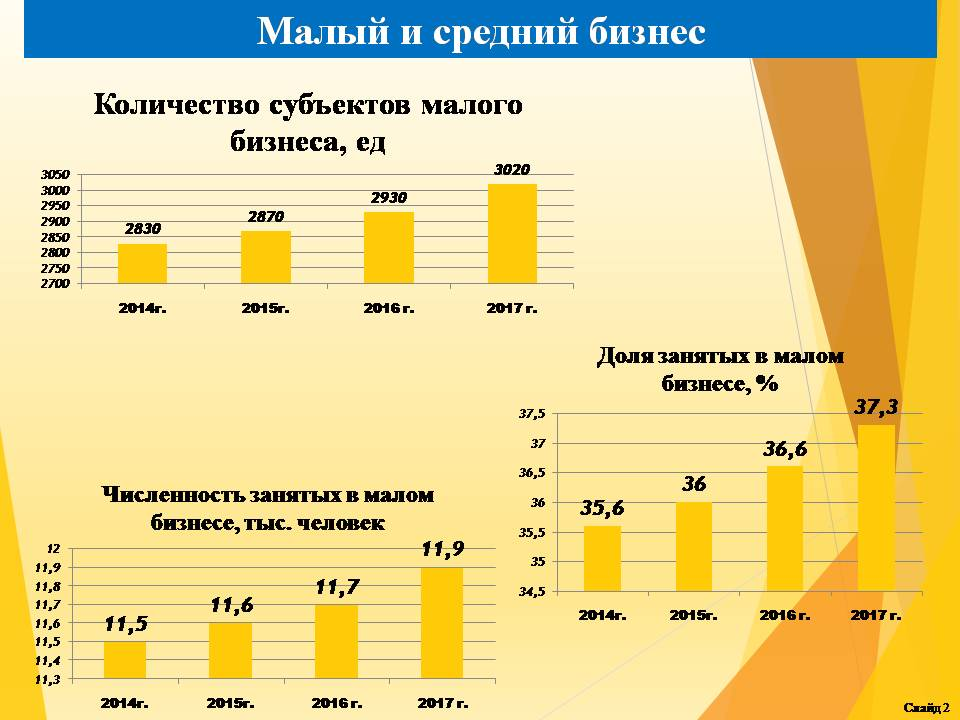 Малый и средний бизнес
Количество субъектов малого
бизнеса, ед
3050
3000
2950
2900
2850
2800
2750
2700
2830
2870
2930
3020
2014г.
2015г.
2016 г.
2017 г.
Доля занятых в малом
бизнесе, %
37,5
37
36,5
36
35,5
35
34,5
35,6
36
36,6
37,3
2014г.
2015г.
2016 г.
2017 г.
Численность занятых в малом
бизнесе, тыс. человек
12
11,9
11,8
11,7
11,6
11,5
11,4
11,3
11,5
11,6
11,7
11,9
2014г.
2015г.
2016 г.
2017 г.
Слайд 2